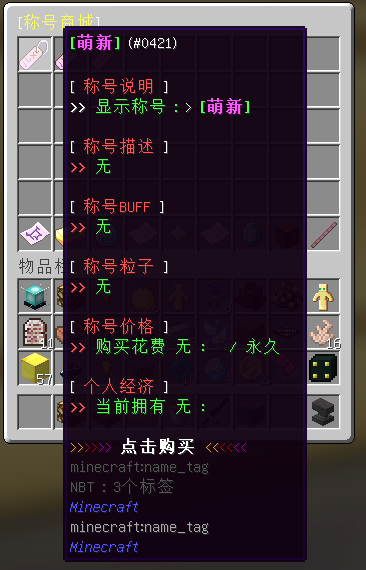 [称号商城]
[萌新] (#0421)
[ 称号说明 ]
>> 显示称号 :> [萌新]
[ 称号描述 ]
>> 无
[ 称号BUFF ]
>> 无
[ 称号粒子 ]
>> 无
物品栏
[ 称号价格 ]
>> 购买花费 无 : / 永久
11
16
57
[ 个人经济 ]
>> 当前拥有 无 :
>>>>> 点击购买 <<<<<
minecraft:name_tag
NBT : 3个标签
Minecraft
minecraft:name_tag
Minecraft